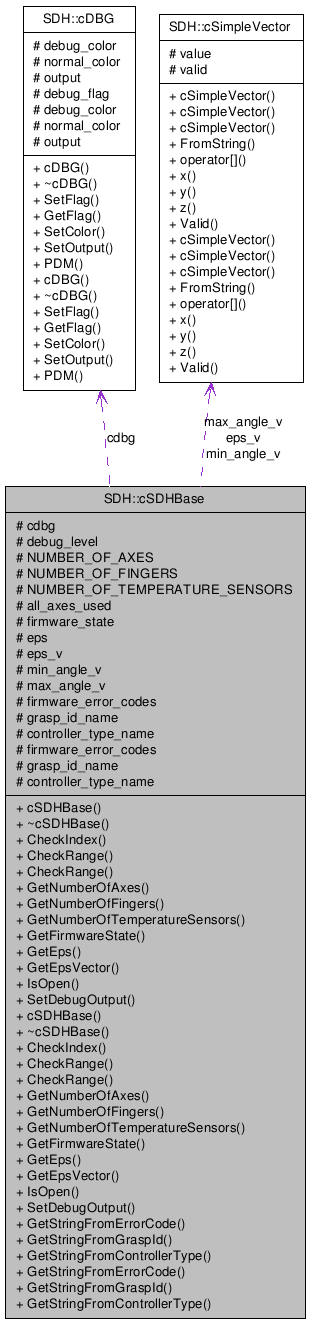 SDH::cDBG
# debug_color
# normal_color
# output
# debug_flag
# debug_color
# normal_color
# output
+ cDBG()
+ ~cDBG()
+ SetFlag()
+ GetFlag()
+ SetColor()
+ SetOutput()
+ PDM()
+ cDBG()
+ ~cDBG()
+ SetFlag()
+ GetFlag()
+ SetColor()
+ SetOutput()
+ PDM()
SDH::cSimpleVector
# value
# valid
+ cSimpleVector()
+ cSimpleVector()
+ cSimpleVector()
+ FromString()
+ operator[]()
+ x()
+ y()
+ z()
+ Valid()
+ cSimpleVector()
+ cSimpleVector()
+ cSimpleVector()
+ FromString()
+ operator[]()
+ x()
+ y()
+ z()
+ Valid()
cdbg
max_angle_v
eps_v
min_angle_v
SDH::cSDHBase
# cdbg
# debug_level
# NUMBER_OF_AXES
# NUMBER_OF_FINGERS
# NUMBER_OF_TEMPERATURE_SENSORS
# all_axes_used
# firmware_state
# eps
# eps_v
# min_angle_v
# max_angle_v
# firmware_error_codes
# grasp_id_name
# controller_type_name
# firmware_error_codes
# grasp_id_name
# controller_type_name
+ cSDHBase()
+ ~cSDHBase()
+ CheckIndex()
+ CheckRange()
+ CheckRange()
+ GetNumberOfAxes()
+ GetNumberOfFingers()
+ GetNumberOfTemperatureSensors()
+ GetFirmwareState()
+ GetEps()
+ GetEpsVector()
+ IsOpen()
+ SetDebugOutput()
+ cSDHBase()
+ ~cSDHBase()
+ CheckIndex()
+ CheckRange()
+ CheckRange()
+ GetNumberOfAxes()
+ GetNumberOfFingers()
+ GetNumberOfTemperatureSensors()
+ GetFirmwareState()
+ GetEps()
+ GetEpsVector()
+ IsOpen()
+ SetDebugOutput()
+ GetStringFromErrorCode()
+ GetStringFromGraspId()
+ GetStringFromControllerType()
+ GetStringFromErrorCode()
+ GetStringFromGraspId()
+ GetStringFromControllerType()